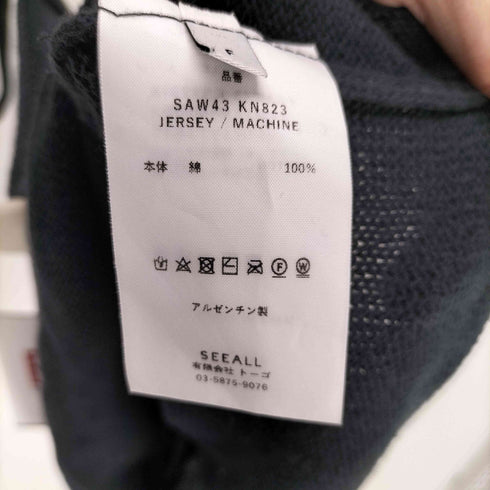 品番
SAW43 KN823
JERSEY / MACHINE
本体 綿 100%
F W
アルゼンチン製
SEEALL
有限会社 トーゴ
03-5875-9076